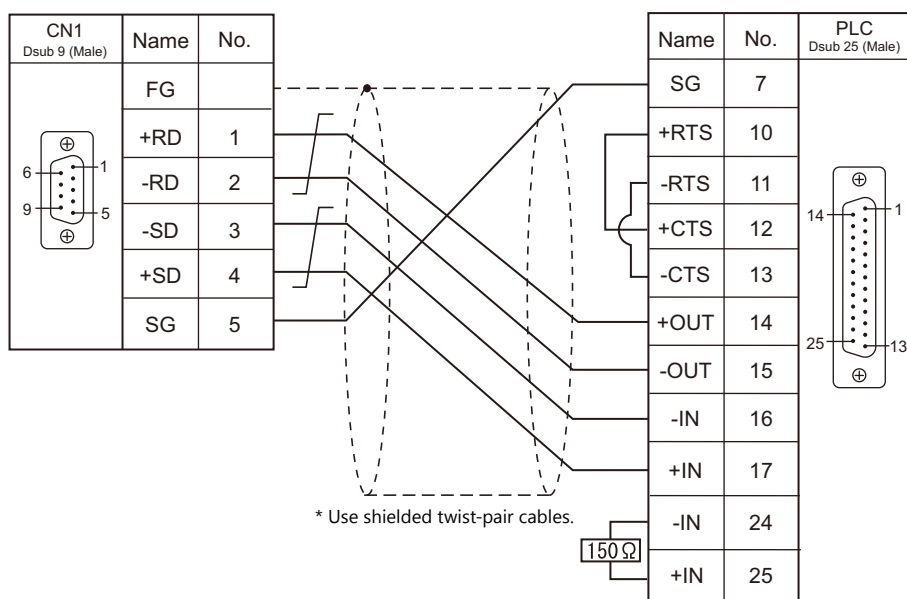 CN1
Dsub 9 (Male)
Name No.
FG
+RD 1
-RD 2
-SD 3
+SD 4
SG 5
6
1
9
5
Name No.
PLC
Dsub 25 (Male)
SG 7
+RTS 10
-RTS 11
+CTS 12
-CTS 13
+OUT 14
-OUT 15
-IN 16
+IN 17
-IN 24
+IN 25
14
1
25
13
150 Ω
* Use shielded twist-pair cables.